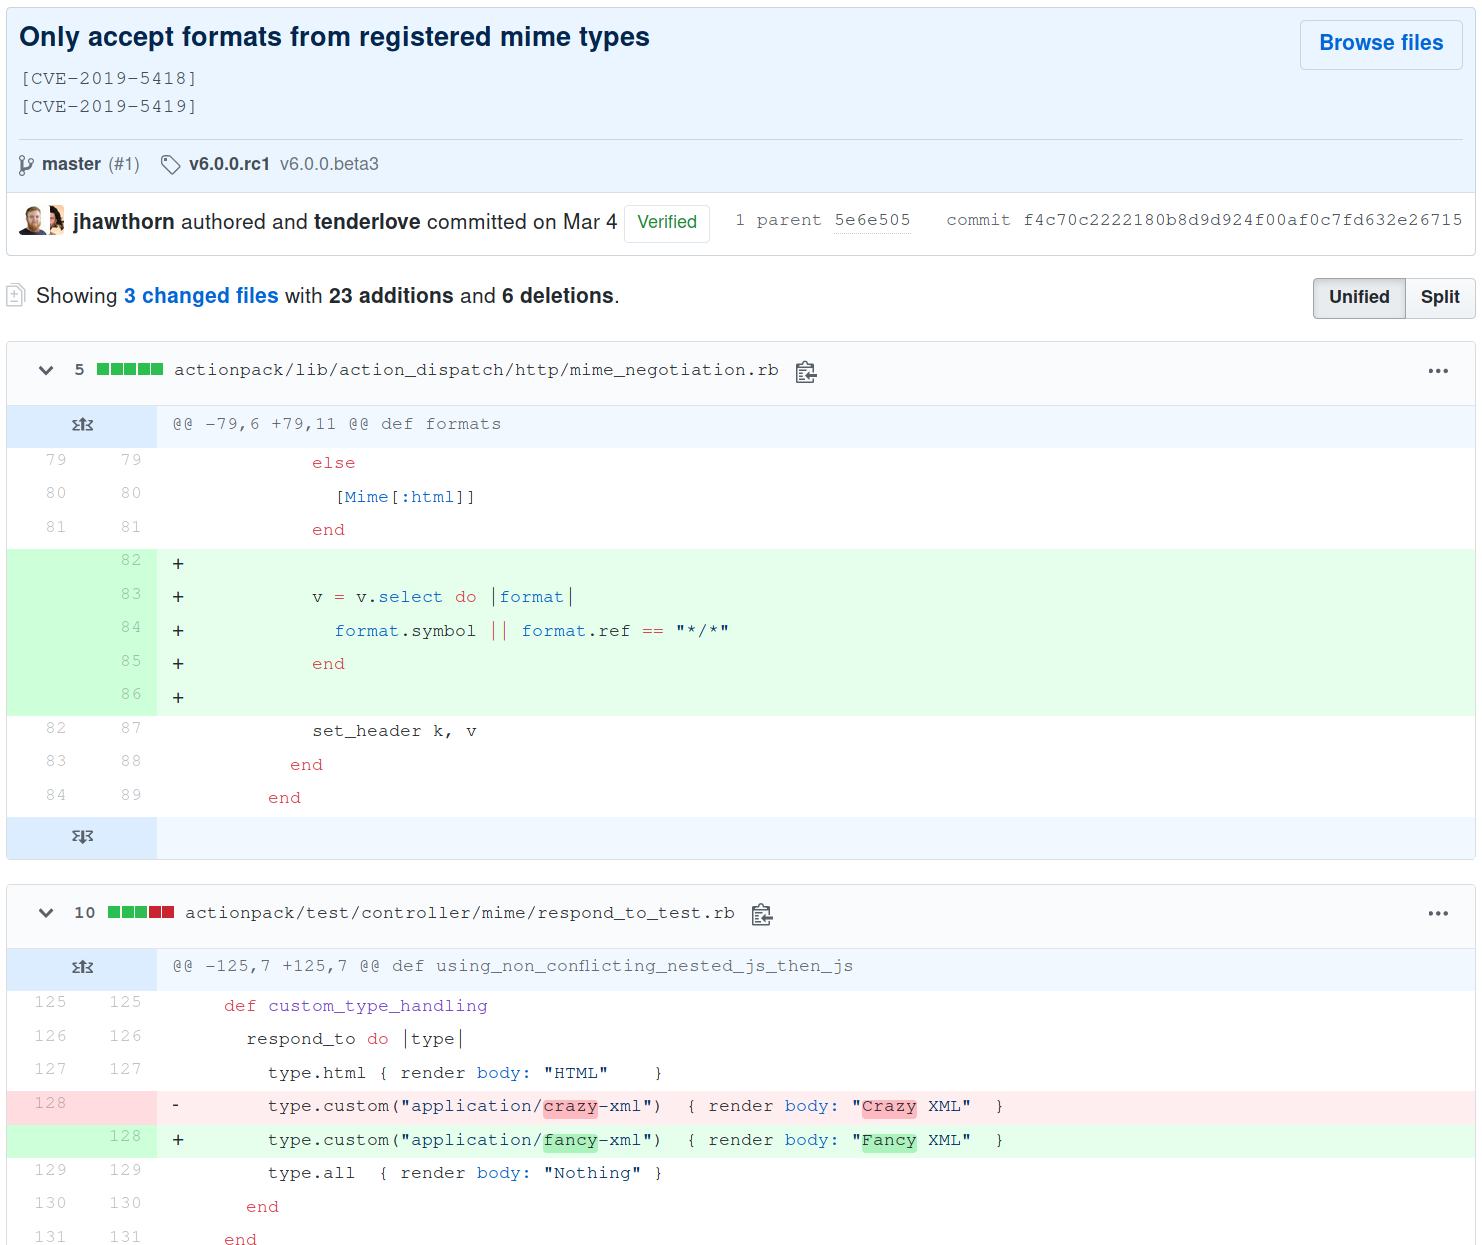 Only accept formats from registered mime types
Browse files
[CVE-2019-5418]
[CVE-2019-5419]
master (#1) v6.0.0.rc1 v6.0.0.beta3
jhawthorn authored and tenderlove committed on Mar 4 Verified 1 parent 5e6e505 commit f4c70c2222180b8d9d924f00af0c7fd632e26715
Showing 3 changed files with 23 additions and 6 deletions.
Unified Split
5 actionpack/lib/action_dispatch/http/mime_negotiation.rb
@@ -79,6 +79,11 @@ def formats
79 79 else
80 80 [Mime[:html]]
81 81 end
82 +
83 + v = v.select do |format|
84 + format.symbol || format.ref == "*/*"
85 + end
86 +
82 87 set_header k, v
83 88 end
84 89 end
10 actionpack/test/controller/mime/respond_to_test.rb
@@ -125,7 +125,7 @@ def using_non_conflicting_nested_js_then_js
125 125 def custom_type_handling
126 126 respond_to do |type|
127 127 type.html { render body: "HTML" }
128 - type.custom("application/crazy-xml") { render body: "Crazy XML" }
128 + type.custom("application/fancy-xml") { render body: "Fancy XML" }
129 129 type.all { render body: "Nothing" }
130 130 end
131 131 end